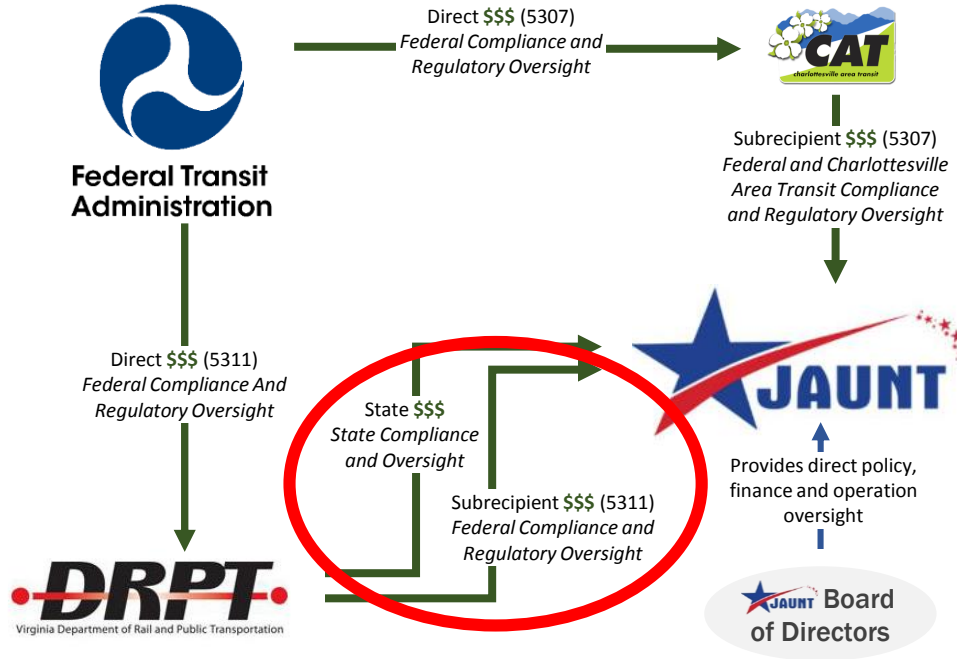 Direct $$$ (5307)
Federal Compliance and
Regulatory Oversight
CAT
charlottesville area transit
Federal Transit
Administration
Subrecipient $$$ (5307)
Federal and Charlottesville
Area Transit Compliance
and Regulatory Oversight
Direct $$$ (5311)
Federal Compliance And
Regulatory Oversight
State $$$
State Compliance
and Oversight
JAUNT
Subrecipient $$$ (5311)
Federal Compliance and
Regulatory Oversight
Provides direct policy,
finance and operation
oversight
DRPT
Virginia Department of Rail and Public Transportation
JAUNT Board
of Directors